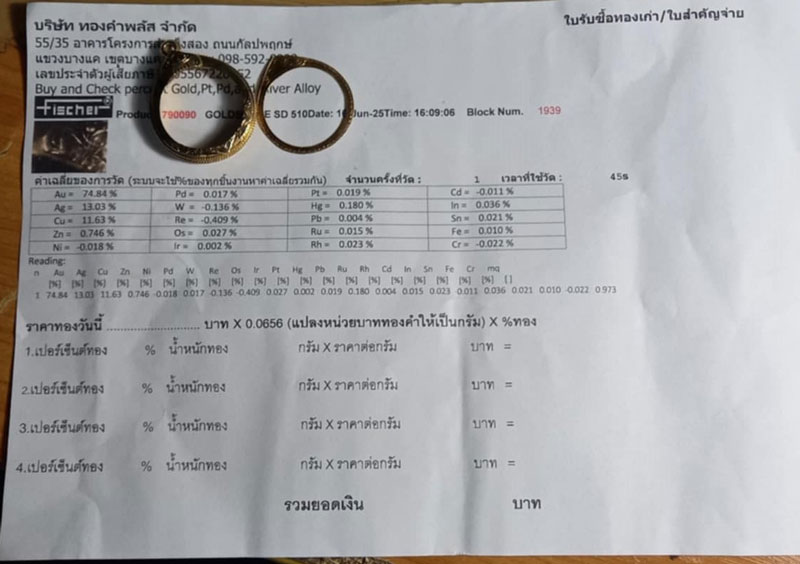 บริษัท ทองคำพลัส จำกัด
ใบรับซื้อทองเก่า/ใบสำคัญจ่าย
55/35 อาคารโครงการ ถนนกัลปพฤกษ์
แขวงบางแค เขตบางแค 098-592-
เลขประจำตัวผู้เสียภาษี
Buy and Check Gold,Pt,Pd, Alloy
Fischer
Product 790090 GOLD SD 510Date: Jun-25Time: 16:09:06 Block Num. 1939
ค่าเฉลี่ยของการวัด (ระบบจะใช้%ของทุกชิ้นงานหาค่าเฉลี่ยรวมกัน) จำนวนครั้งที่วัด : 1 เวลาที่ใช้วัด : 45s
Au = 74.84 % Pd = 0.017 % Pt = 0.019 % Cd = -0.011 %
Ag = 13.03 % W = -0.136 % Hg = 0.180 % In = 0.036 %
Cu = 11.63 % Re = -0.409 % Pb = 0.004 % Sn = 0.021 %
Zn = 0.746 % Os = 0.027 % Ru = 0.015 % Fe = 0.010 %
Ni = -0.018 % Ir = 0.002 % Rh = 0.023 % Cr = -0.022 %
Reading:
n Au Ag Cu Zn Ni Pd W Re Os Ir Pt Hg Pb Ru Rh Cd In Sn Fe Cr mq
[%] [%] [%] [%] [%] [%] [%] [%] [%] [%] [%] [%] [%] [%] [%] [%] [%] [%] [%] [%] [ ]
1 74.84 13.03 11.63 0.746 -0.018 0.017 -0.136 -0.409 0.027 0.002 0.019 0.180 0.004 0.015 0.023 -0.011 0.036 0.021 0.010 -0.022 0.973
ราคาทองวันนี้ ........................ บาท X 0.0656 (แปลงหน่วยบาททองคำให้เป็นกรัม) X %ทอง
1.เปอร์เซ็นต์ทอง % น้ำหนักทอง กรัม X ราคาต่อกรัม บาท =
2.เปอร์เซ็นต์ทอง % น้ำหนักทอง กรัม X ราคาต่อกรัม บาท =
3.เปอร์เซ็นต์ทอง % น้ำหนักทอง กรัม X ราคาต่อกรัม บาท =
4.เปอร์เซ็นต์ทอง % น้ำหนักทอง กรัม X ราคาต่อกรัม บาท =
รวมยอดเงิน บาท